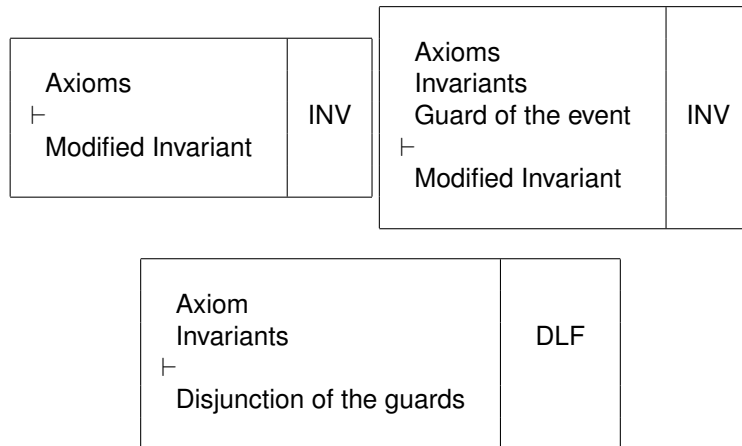 Axioms
⊢
Modified Invariant
INV
Axioms
Invariants
Guard of the event
⊢
Modified Invariant
INV
Axiom
Invariants
⊢
Disjunction of the guards
DLF